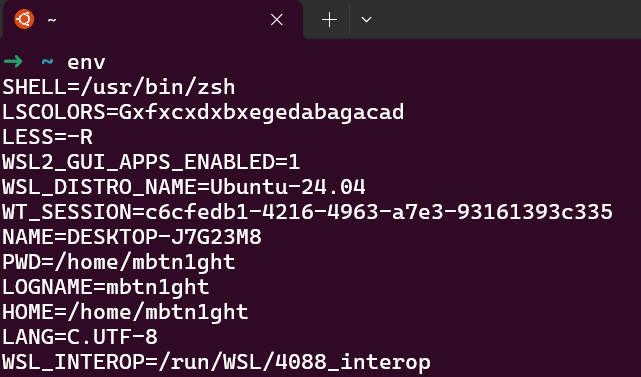 ~
➜ ~ env
SHELL=/usr/bin/zsh
LSCOLORS=Gxfxcxdxbxegedabagacad
LESS=-R
WSL2_GUI_APPS_ENABLED=1
WSL_DISTRO_NAME=Ubuntu-24.04
WT_SESSION=c6cfedb1-4216-4963-a7e3-93161393c335
NAME=DESKTOP-J7G23M8
PWD=/home/mbtn1ght
LOGNAME=mbtn1ght
HOME=/home/mbtn1ght
LANG=C.UTF-8
WSL_INTEROP=/run/WSL/4088_interop